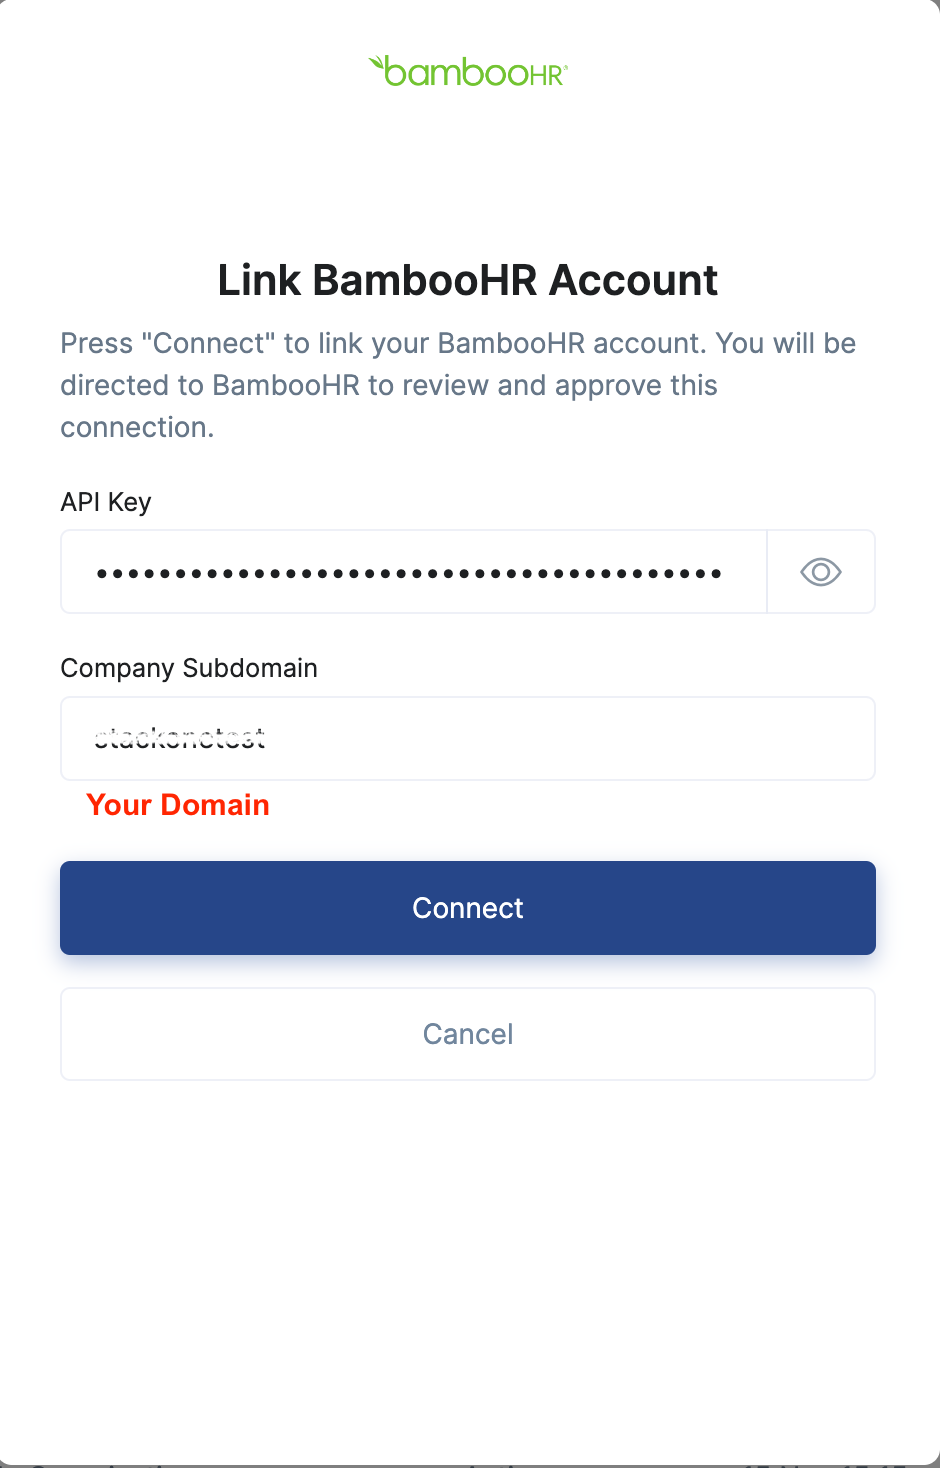 bambooHR
Link BambooHR Account
Press "Connect" to link your BambooHR account. You will be
directed to BambooHR to review and approve this
connection.
API Key
••••••••••••••••••••••••••••••••••••••••
Company Subdomain
Your Domain
Connect
Cancel